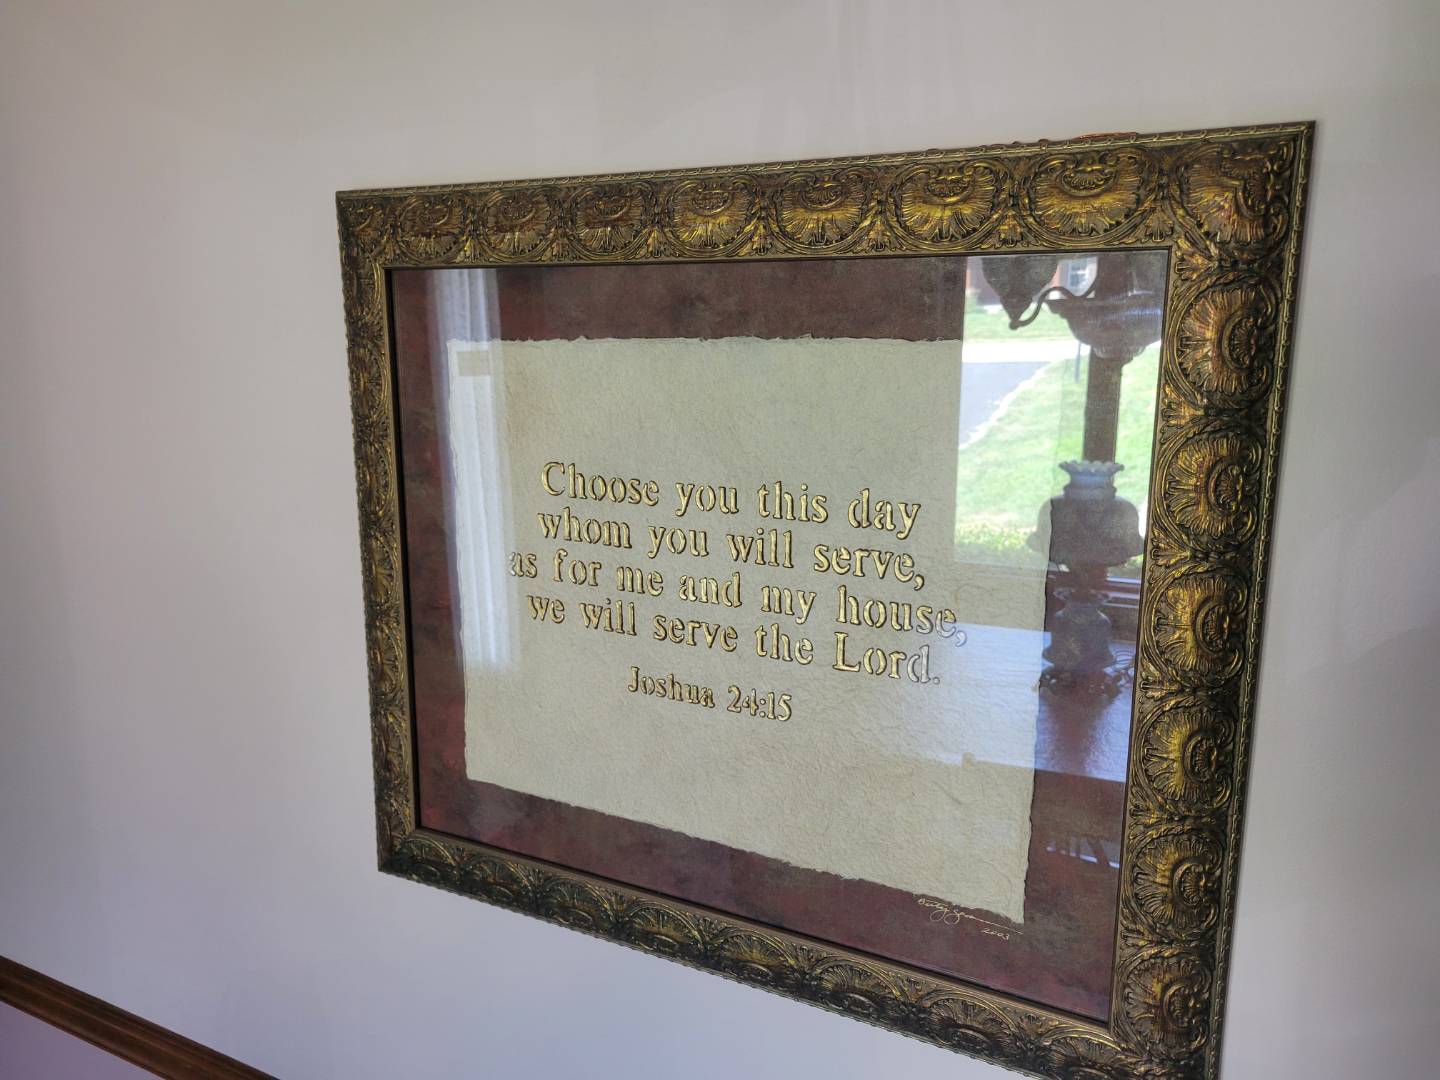 Choose you this day
whom you will serve,
as for me and my house,
we will serve the Lord.
Joshua 24:15
2003